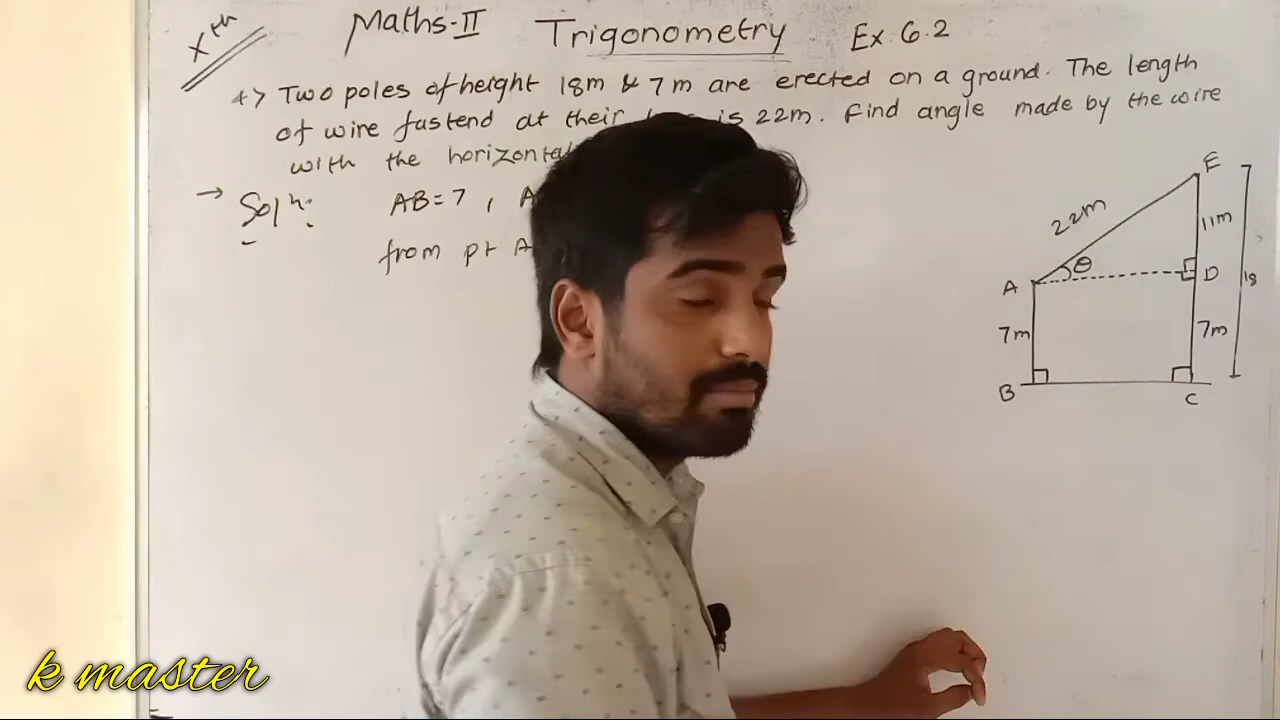 Xth Maths-II Trigonometry Ex. 6.2
4> Two poles of height 18m & 7m are erected on a ground. The length
of wire fastend at their is 22m. Find angle made by the wire
with the horizontal
→ Solⁿ: AB=7, A
from pt A
E
22m
11m
θ
A
D
18
7m
7m
B
C
k master